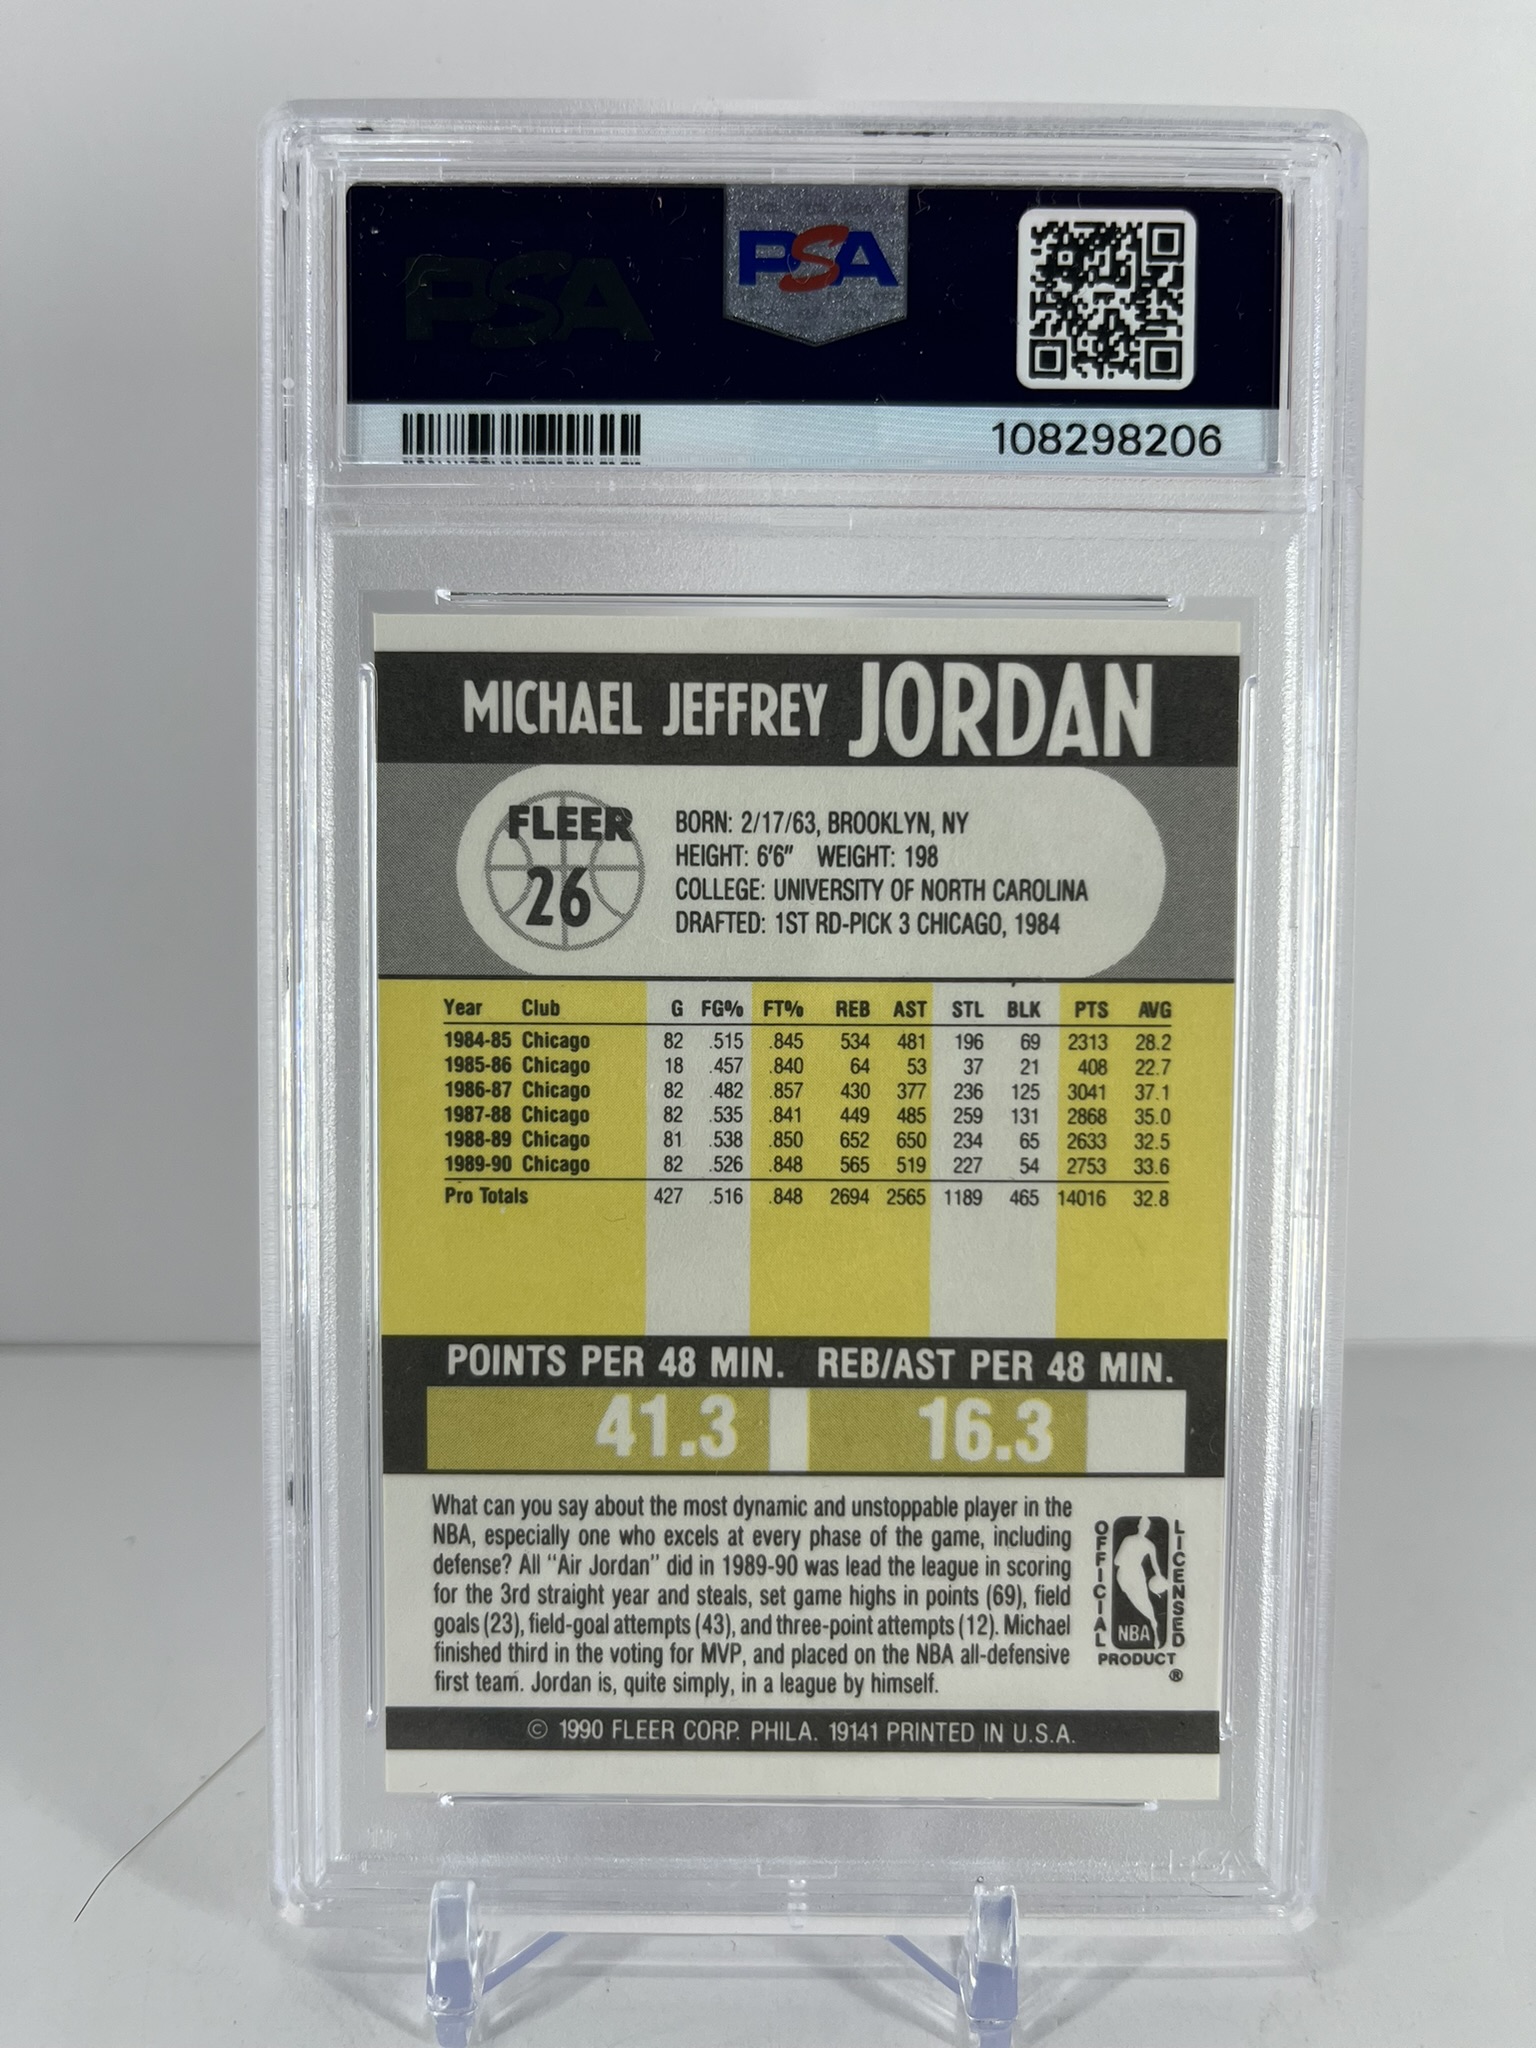 PSA
PSA
108298206
MICHAEL JEFFREY JORDAN
FLEER
26
BORN: 2/17/63, BROOKLYN, NY
HEIGHT: 6'6" WEIGHT: 198
COLLEGE: UNIVERSITY OF NORTH CAROLINA
DRAFTED: 1ST RD-PICK 3 CHICAGO, 1984
Year Club G FG% FT% REB AST STL BLK PTS AVG
1984-85 Chicago 82 .515 .845 534 481 196 69 2313 28.2
1985-86 Chicago 18 .457 .840 64 53 37 21 408 22.7
1986-87 Chicago 82 .482 .857 430 377 236 125 3041 37.1
1987-88 Chicago 82 .535 .841 449 485 259 131 2868 35.0
1988-89 Chicago 81 .538 .850 652 650 234 65 2633 32.5
1989-90 Chicago 82 .526 .848 565 519 227 54 2753 33.6
Pro Totals 427 .516 .848 2694 2565 1189 465 14016 32.8
POINTS PER 48 MIN. REB/AST PER 48 MIN.
41.3 16.3
What can you say about the most dynamic and unstoppable player in the
NBA, especially one who excels at every phase of the game, including
defense? All "Air Jordan" did in 1989-90 was lead the league in scoring
for the 3rd straight year and steals, set game highs in points (69), field
goals (23), field-goal attempts (43), and three-point attempts (12). Michael
finished third in the voting for MVP, and placed on the NBA all-defensive
first team. Jordan is, quite simply, in a league by himself.
OFFICIAL
LICENSED
NBA
PRODUCT
®
© 1990 FLEER CORP. PHILA. 19141 PRINTED IN U.S.A.